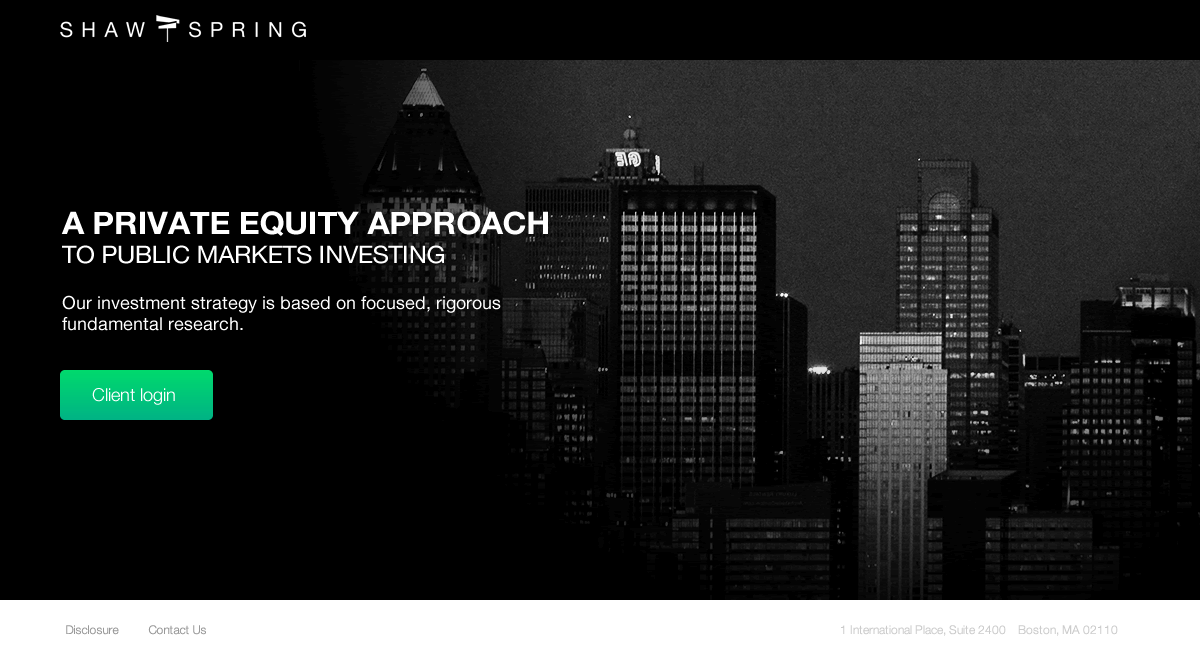 SHAW SPRING
A PRIVATE EQUITY APPROACH
TO PUBLIC MARKETS INVESTING
Our investment strategy is based on focused, rigorous
fundamental research.
Client login
Disclosure Contact Us 1 International Place, Suite 2400 Boston, MA 02110